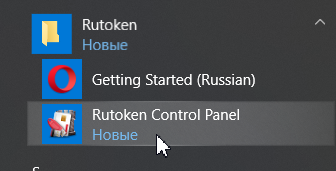 Rutoken
Новые
Getting Started (Russian)
Rutoken Control Panel
Новые